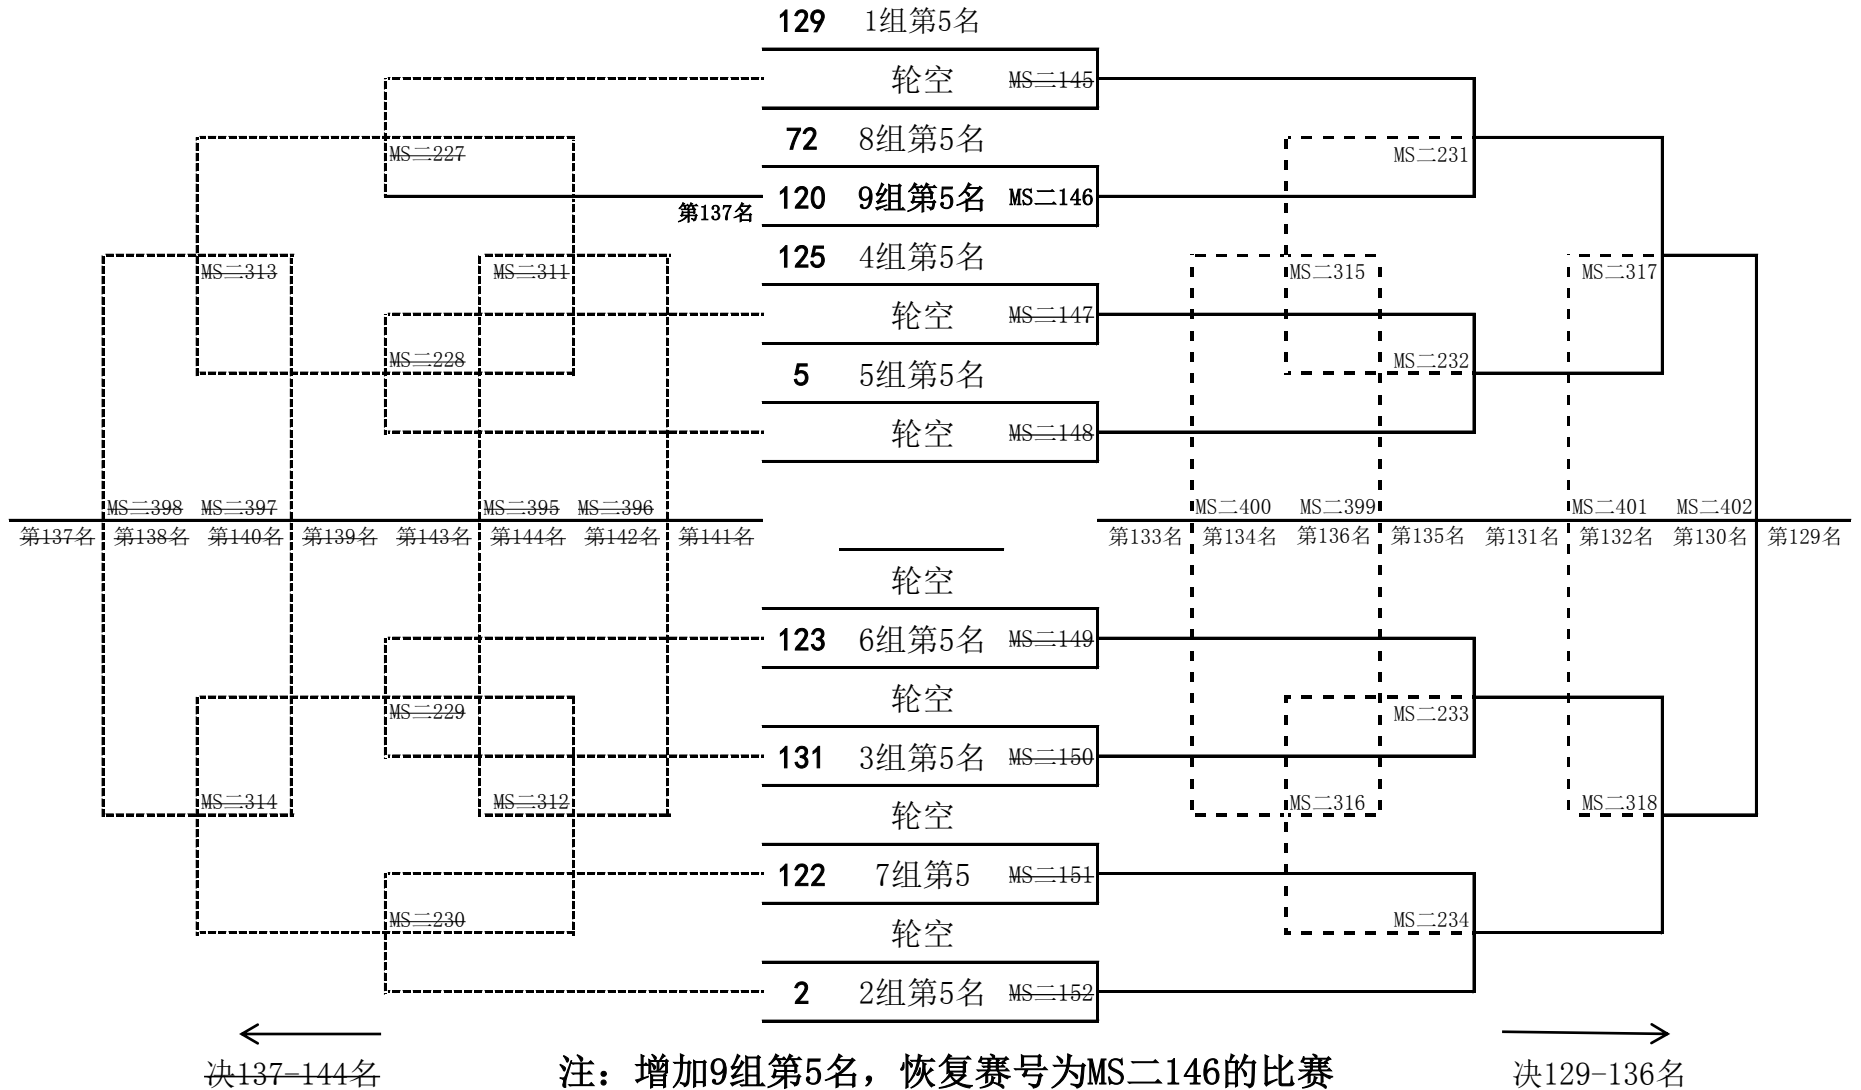 129 1组第5名
轮空 MS二145
72 8组第5名
MS二227 MS二231
120 9组第5名 MS二146
第137名
125 4组第5名
MS二313 MS二311 MS二315 MS二317
轮空 MS二147
MS二228 MS二232
5 5组第5名
轮空 MS二148
MS二398 MS二397 MS二395 MS二396 MS二400 MS二399 MS二401 MS二402
第137名 第138名 第140名 第139名 第143名 第144名 第142名 第141名 第133名 第134名 第136名 第135名 第131名 第132名 第130名 第129名
轮空
123 6组第5名 MS二149
轮空
MS二229 MS二233
131 3组第5名 MS二150
MS二314 MS二312 MS二316 MS二318
轮空
122 7组第5 MS二151
MS二230 MS二234
轮空
2 2组第5名 MS二152
决137-144名 注：增加9组第5名，恢复赛号为MS二146的比赛 决129-136名